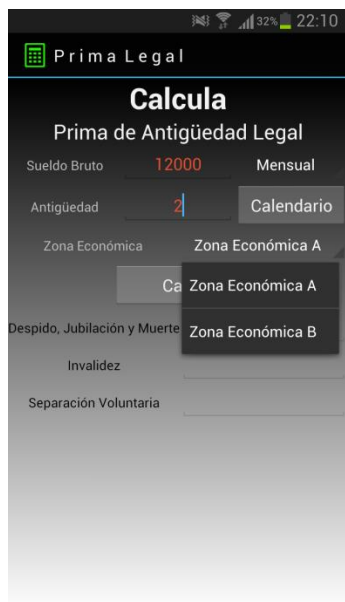 32% 22:10
Prima Legal
Calcula
Prima de Antigüedad Legal
Sueldo Bruto 12000 Mensual
Antigüedad 2 Calendario
Zona Económica Zona Económica A
Ca Zona Económica A
Despido, Jubilación y Muerte Zona Económica B
Invalidez
Separación Voluntaria